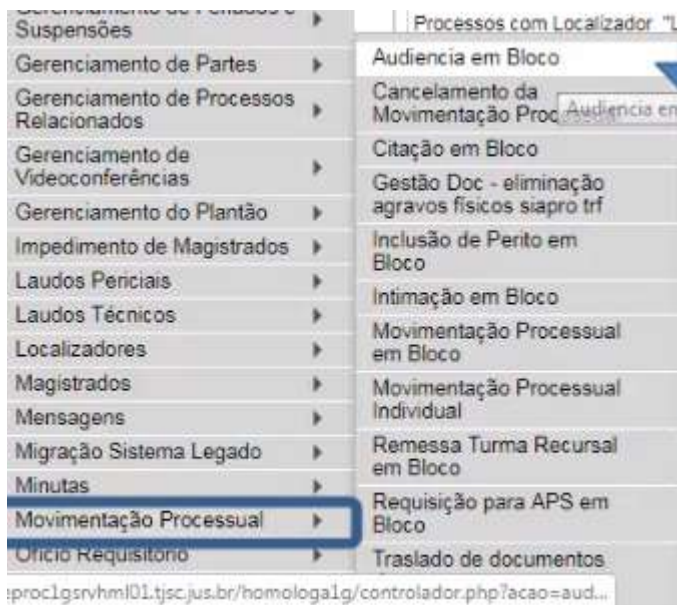 Gerenciamento de Feriados e
Suspensões
Gerenciamento de Partes
Gerenciamento de Processos
Relacionados
Gerenciamento de
Videoconferências
Gerenciamento do Plantão
Impedimento de Magistrados
Laudos Periciais
Laudos Técnicos
Localizadores
Magistrados
Mensagens
Migração Sistema Legado
Minutas
Movimentação Processual
Ofício Requisitório
Processos com Localizador "L
Audiencia em Bloco
Cancelamento da
Movimentação Proc
Audiencia em
Citação em Bloco
Gestão Doc - eliminação
agravos físicos siapro trf
Inclusão de Perito em
Bloco
Intimação em Bloco
Movimentação Processual
em Bloco
Movimentação Processual
Individual
Remessa Turma Recursal
em Bloco
Requisição para APS em
Bloco
Traslado de documentos
eproc1gsrvhml01.tjsc.jus.br/homologa1g/controlador.php?acao=aud...